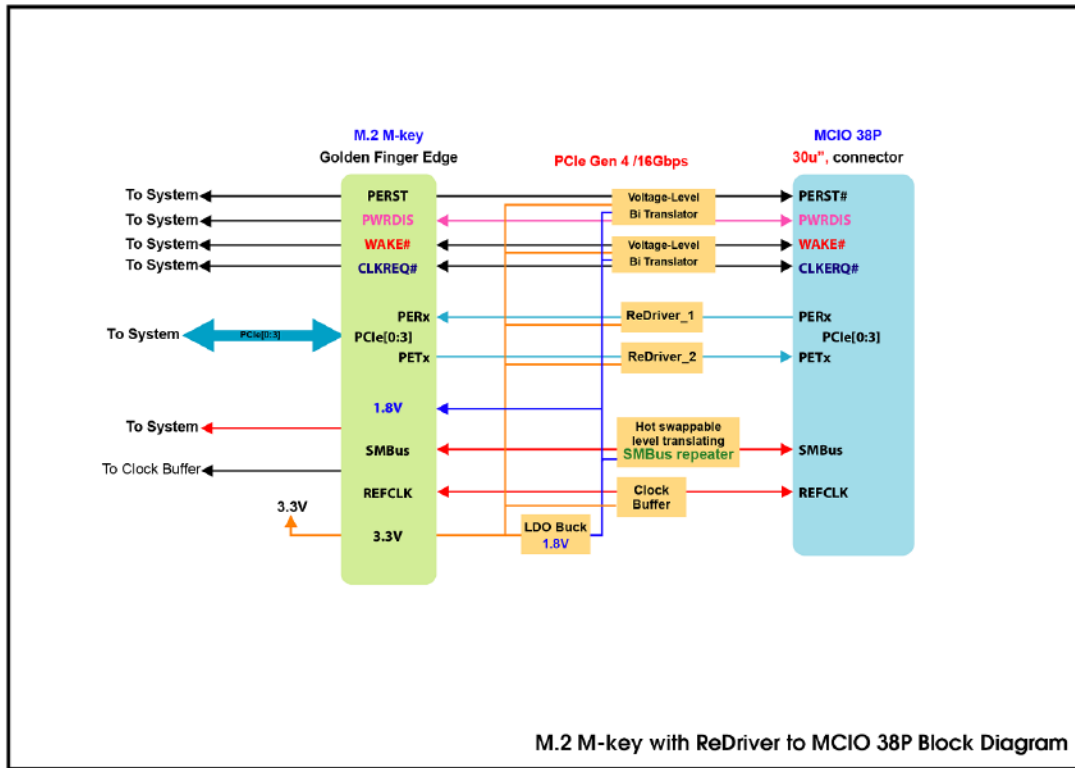 M.2 M-key
Golden Finger Edge
PCIe Gen 4 /16Gbps
MCIO 38P
30u", connector
To System
PERST
Voltage-Level
Bi Translator
PERST#
To System
PWRDIS
PWRDIS
To System
WAKE#
Voltage-Level
Bi Translator
WAKE#
To System
CLKREQ#
CLKERQ#
PERx
ReDriver_1
PERx
To System
PCIe[0:3]
PCIe[0:3]
PCIe[0:3]
PETx
ReDriver_2
PETx
1.8V
To System
Hot swappable
level translating
SMBus repeater
SMBus
SMBus
To Clock Buffer
REFCLK
Clock
Buffer
REFCLK
3.3V
3.3V
LDO Buck
1.8V
M.2 M-key with ReDriver to MCIO 38P Block Diagram